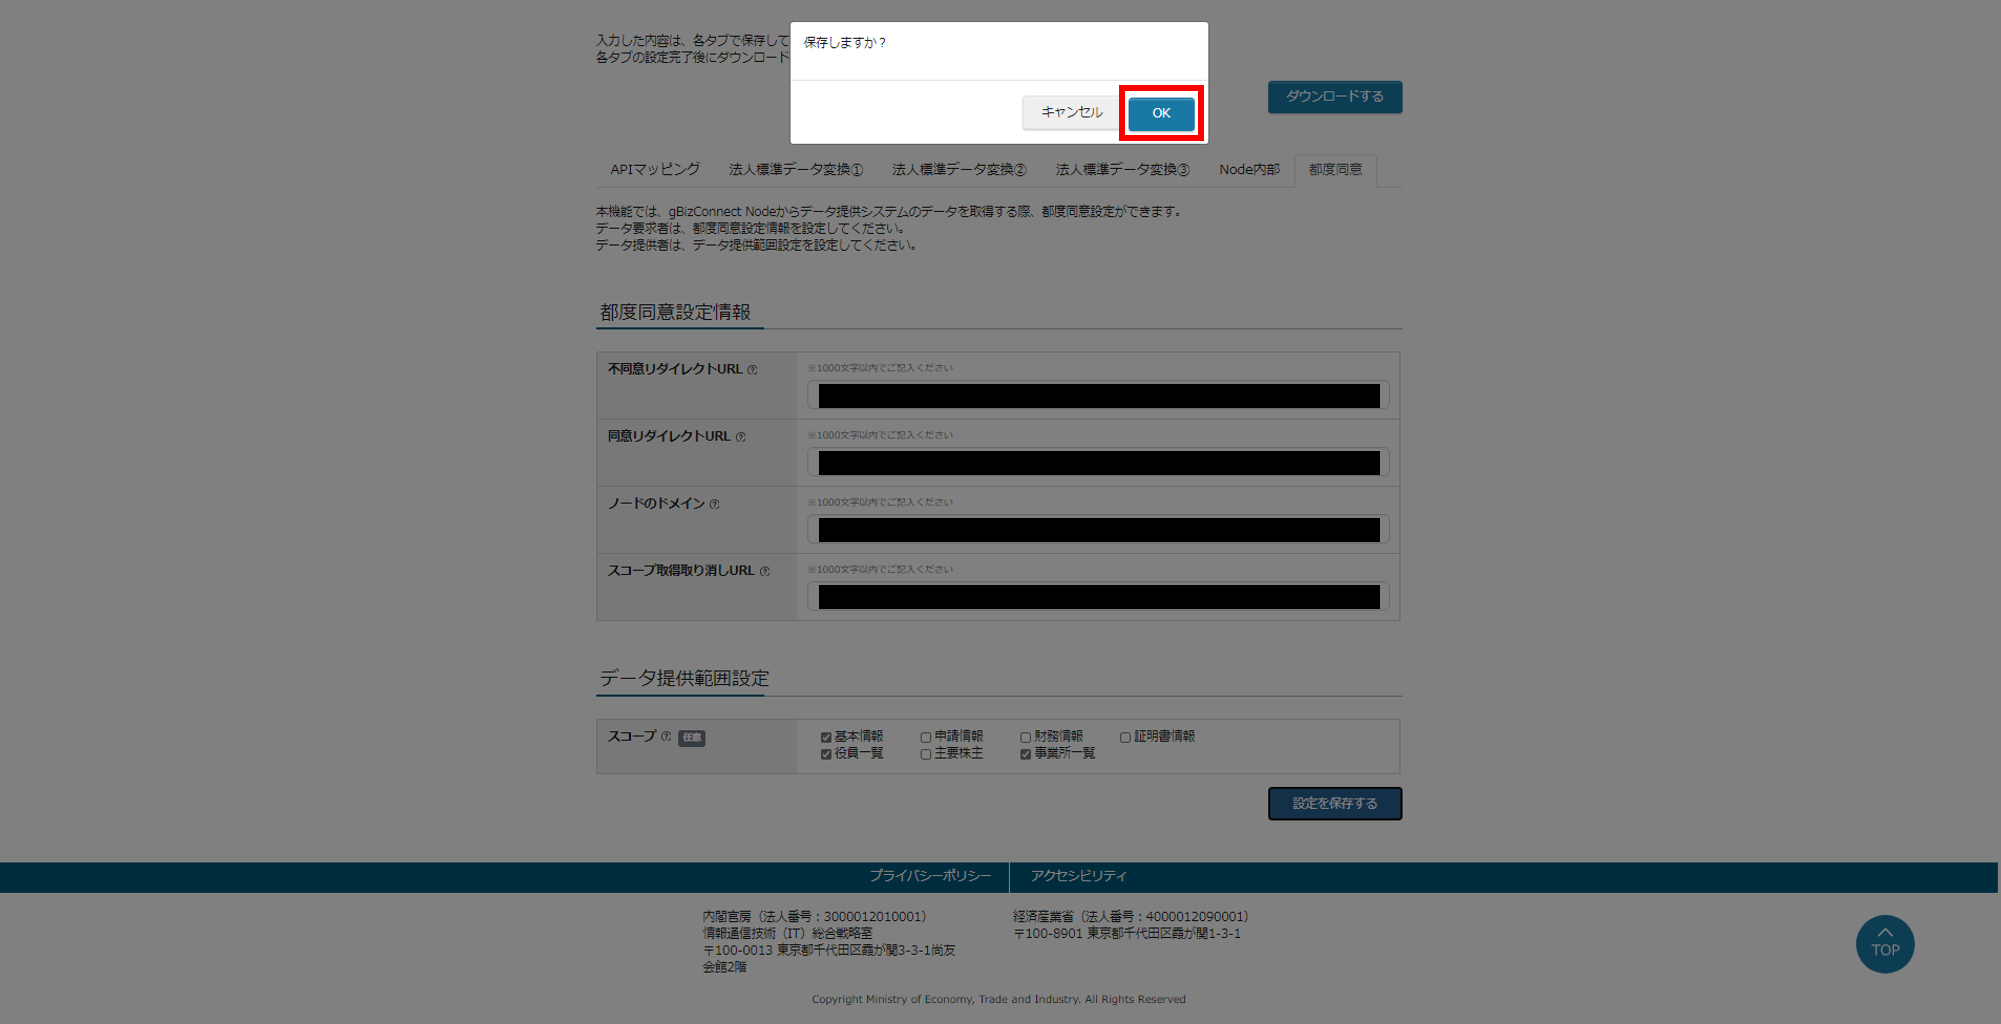 入力した内容は、各タブで保存して
各タブの設定完了後にダウンロード
保存しますか？
キャンセル
OK
ダウンロードする
APIマッピング
法人標準データ変換①
法人標準データ変換②
法人標準データ変換③
Node内部
都度同意
本機能では、gBizConnect Nodeからデータ提供システムのデータを取得する際、都度同意設定ができます。
データ要求者は、都度同意設定情報を設定してください。
データ提供者は、データ提供範囲設定を設定してください。
都度同意設定情報
不同意リダイレクトURL
※1000文字以内でご記入ください
同意リダイレクトURL
※1000文字以内でご記入ください
ノードのドメイン
※1000文字以内でご記入ください
スコープ取得取り消しURL
※1000文字以内でご記入ください
データ提供範囲設定
スコープ 任意
基本情報 申請情報 財務情報 証明書情報
役員一覧 主要株主 事業所一覧
設定を保存する
プライバシーポリシー
アクセシビリティ
内閣官房（法人番号：3000012010001）
情報通信技術（IT）総合戦略室
〒100-0013 東京都千代田区霞が関3-3-1尚友
会館2階
経済産業省（法人番号：4000012090001）
〒100-8901 東京都千代田区霞が関1-3-1
TOP
Copyright Ministry of Economy, Trade and Industry. All Rights Reserved